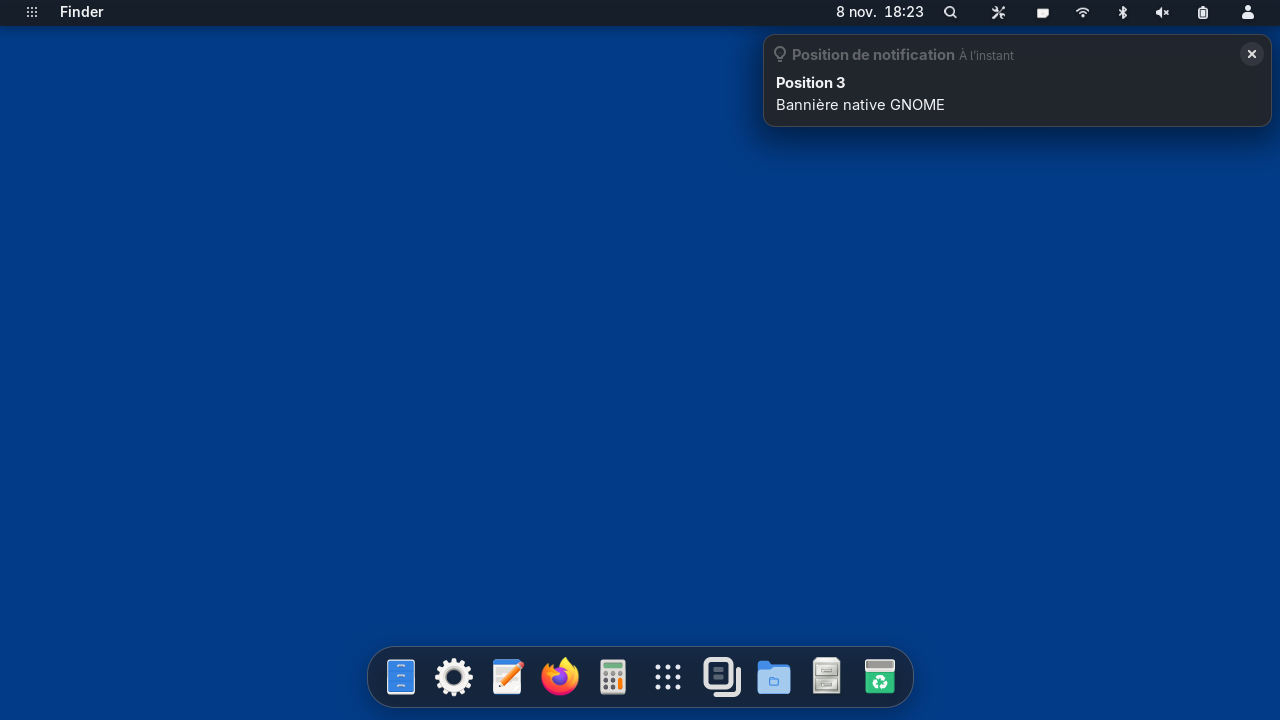 Finder
8 nov. 18:23
Position de notification À l'instant
Position 3
Bannière native GNOME